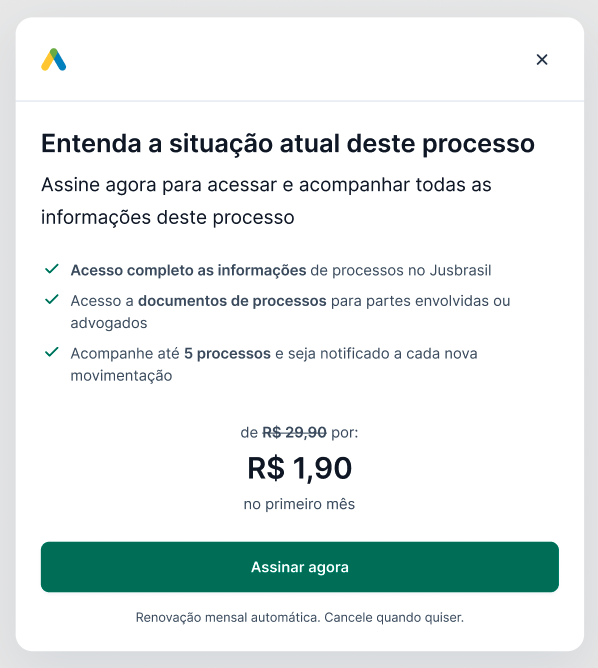 Entenda a situação atual deste processo
Assine agora para acessar e acompanhar todas as
informações deste processo
Acesso completo as informações de processos no Jusbrasil
Acesso a documentos de processos para partes envolvidas ou
advogados
Acompanhe até 5 processos e seja notificado a cada nova
movimentação
de R$ 29,90 por:
R$ 1,90
no primeiro mês
Assinar agora
Renovação mensal automática. Cancele quando quiser.